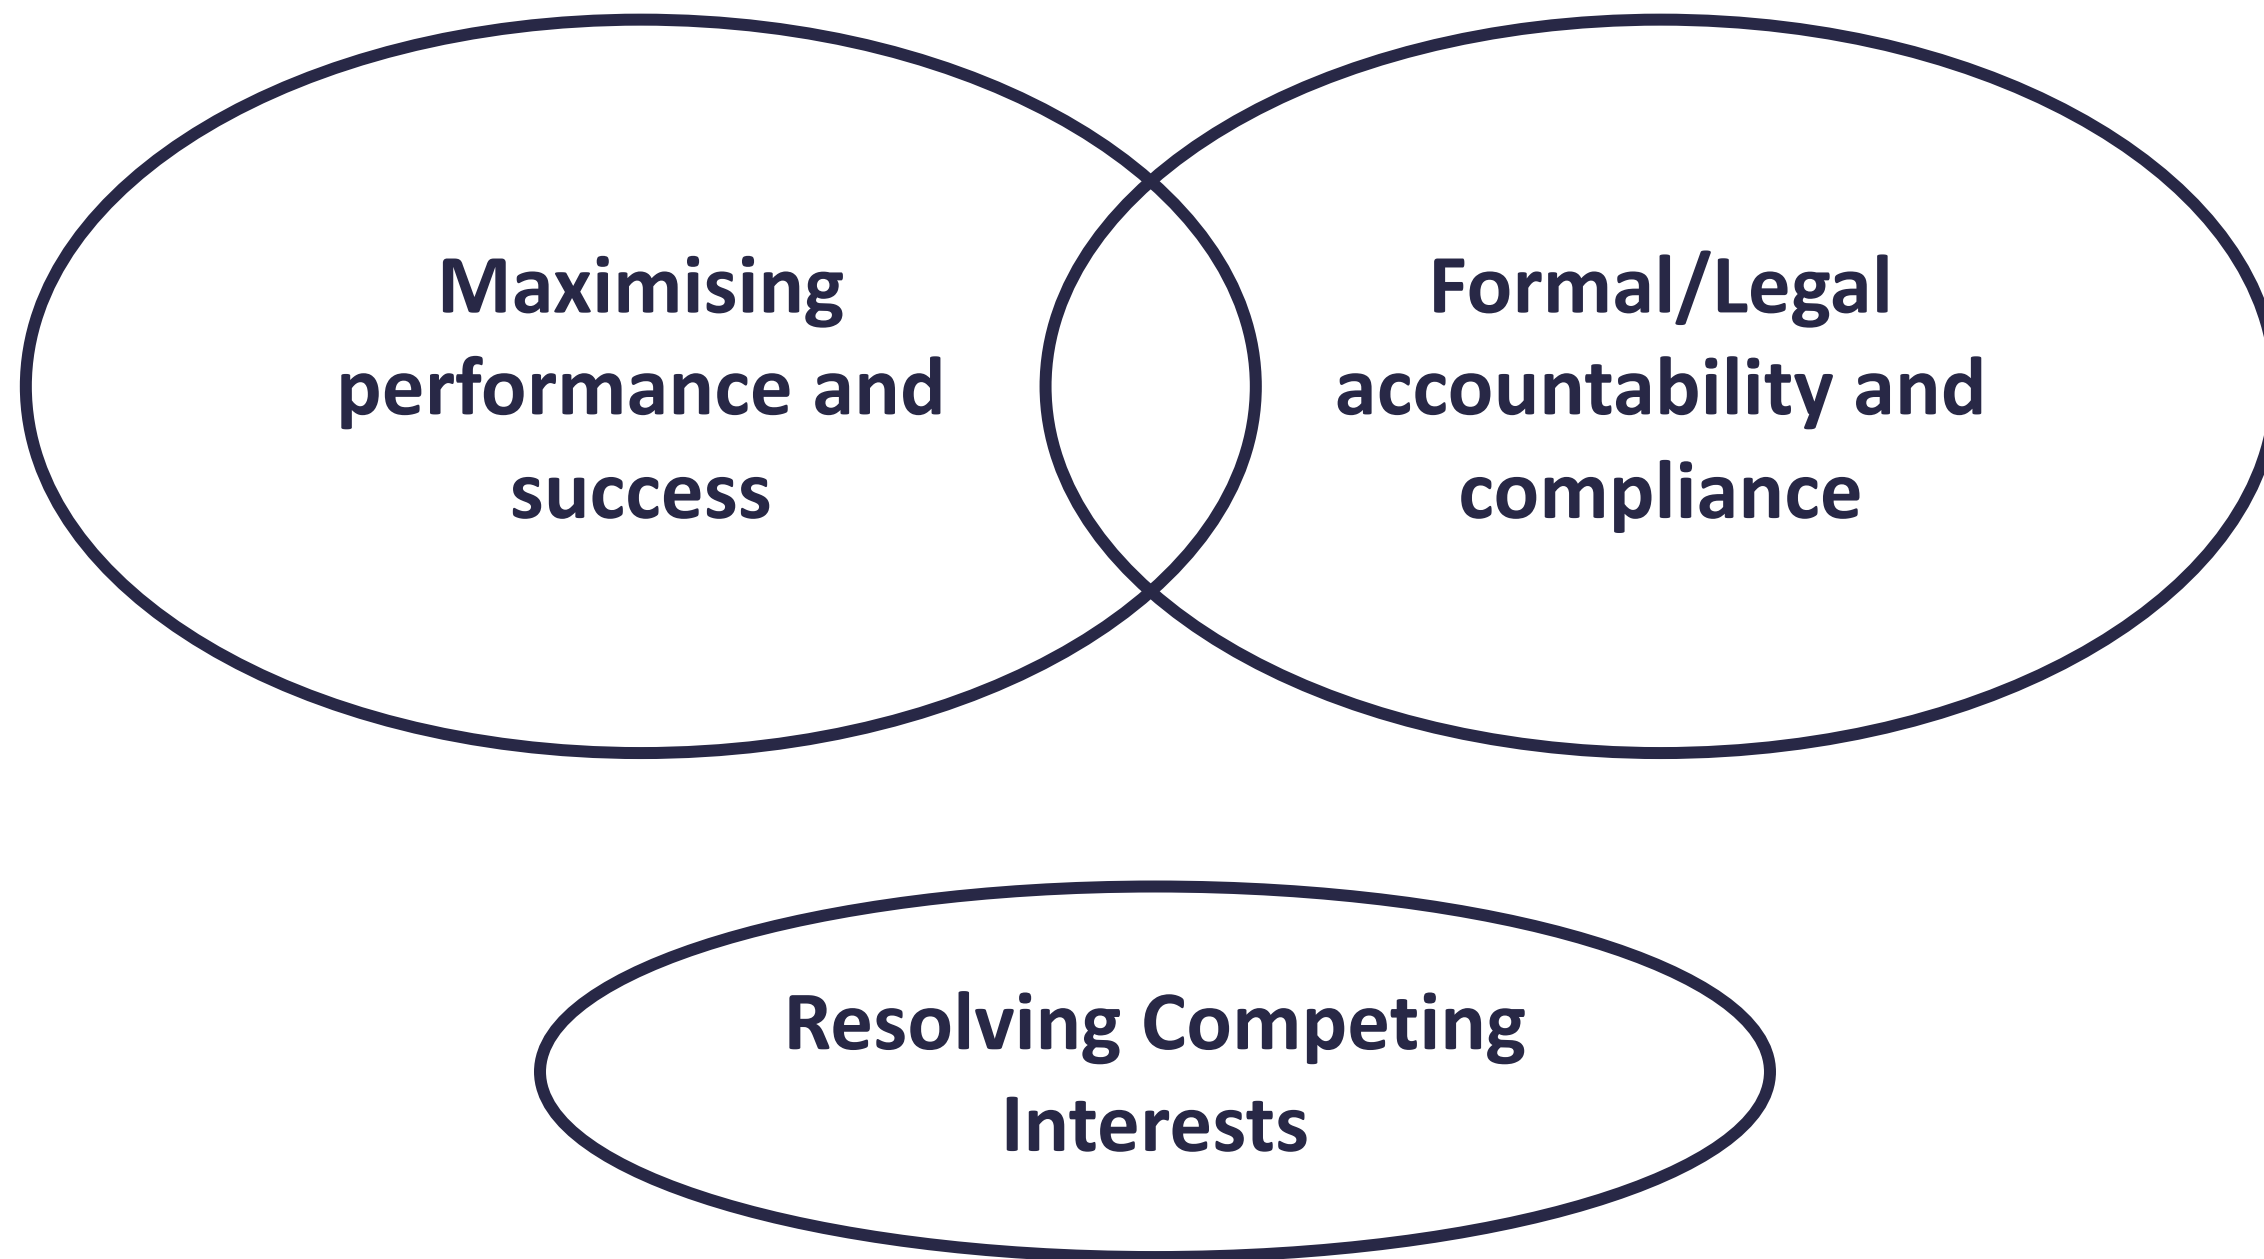 Maximising
performance and
success
Formal/Legal
accountability and
compliance
Resolving Competing
Interests